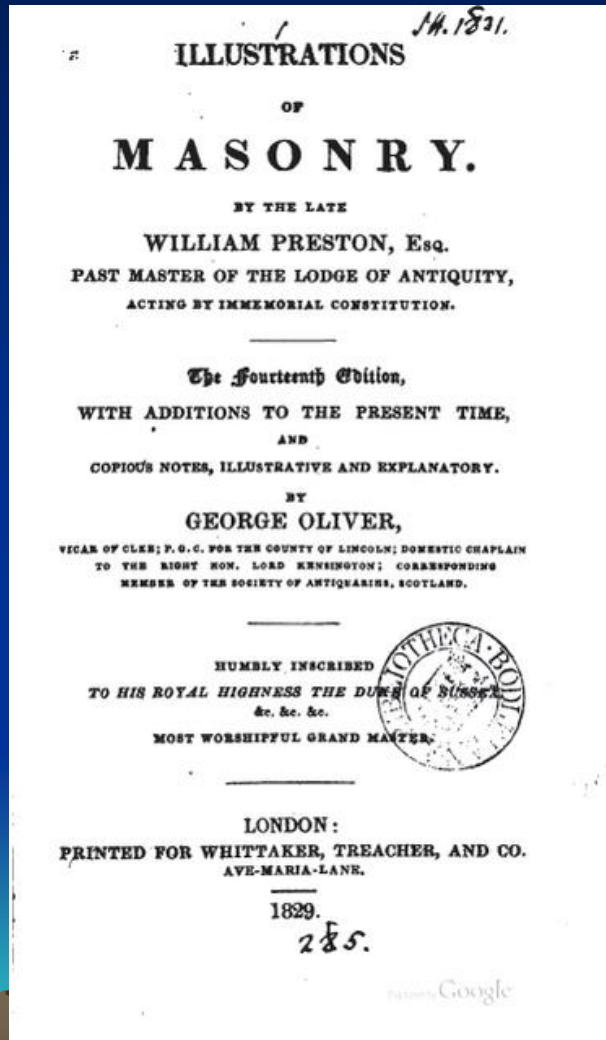 ILLUSTRATIONS
OF
MASONRY.
BY THE LATE
WILLIAM PRESTON, Esq.
PAST MASTER OF THE LODGE OF ANTIQUITY,
ACTING BY IMMEMORIAL CONSTITUTION.
The Fourteenth Edition,
WITH ADDITIONS TO THE PRESENT TIME,
AND
COPIOUS NOTES, ILLUSTRATIVE AND EXPLANATORY.
BY
GEORGE OLIVER,
VICAR OF CLEE; P.G.C. FOR THE COUNTY OF LINCOLN; DOMESTIC CHAPLAIN
TO THE RIGHT HON. LORD KENSINGTON; CORRESPONDING
MEMBER OF THE SOCIETY OF ANTIQUARIES, SCOTLAND.
HUMBLY INSCRIBED
TO HIS ROYAL HIGHNESS THE DUKE OF SUSSEX,
&c. &c. &c.
MOST WORSHIPFUL GRAND MASTER.
BIBLIOTHECA BODLEIANA
LONDON:
PRINTED FOR WHITTAKER, TREACHER, AND CO.
AVE-MARIA-LANE.
1829.
285.
Google